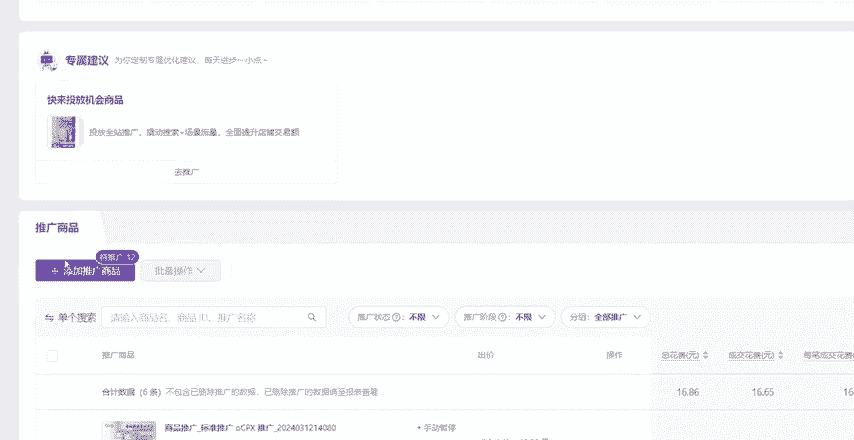 专属建议 为你定制专属优化建议，每天进步一小点~
快来投放机会商品
投放全站推广，撬动搜索+场景流量，全面提升店铺交易额
去推广
推广商品
待推广 12
+ 添加推广商品 批量操作
单个搜索 请输入商品名、商品 ID、推广名称 推广状态 : 不限 推广阶段 : 不限 分组: 全部推广
推广商品 出价 操作 总花费(元) 成交花费(元) 每笔成交花费(
合计数据 (6 条) 不包含已删除推广的数据，已删除推广的数据请至报表查看 16.86 16.65 16
商品推广_标准推广 oCPX 推广_2024031214080 • 手动暂停